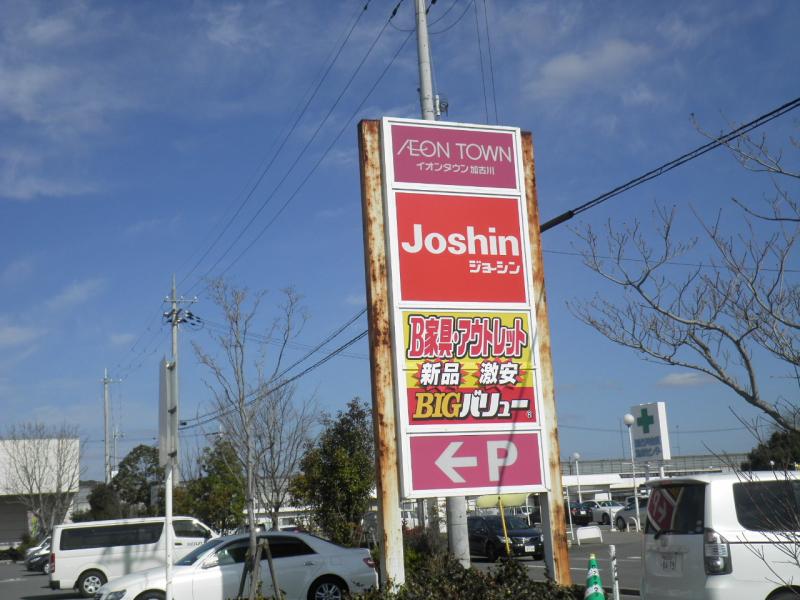 ÆON TOWN
イオンタウン加古川
Joshin
ジョーシン
B家具・アウトレット
新品 激安
BIGバリュー
P